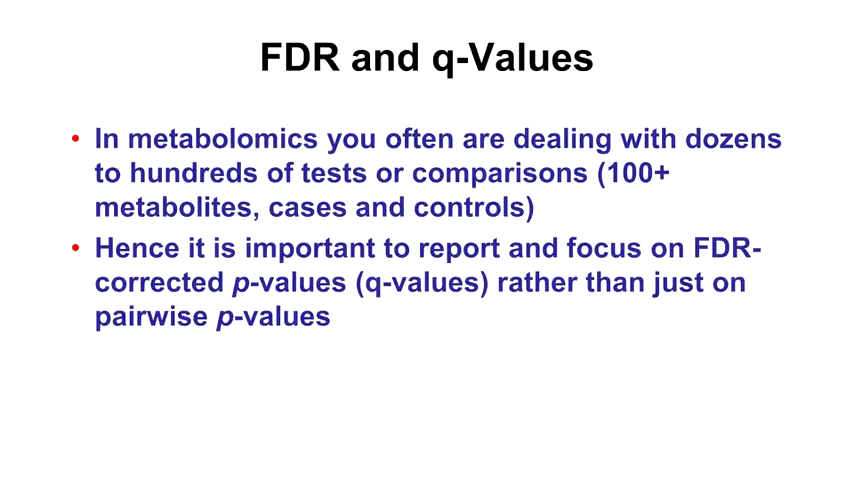 FDR and q-Values
• In metabolomics you often are dealing with dozens
to hundreds of tests or comparisons (100+
metabolites, cases and controls)
• Hence it is important to report and focus on FDR-
corrected p-values (q-values) rather than just on
pairwise p-values